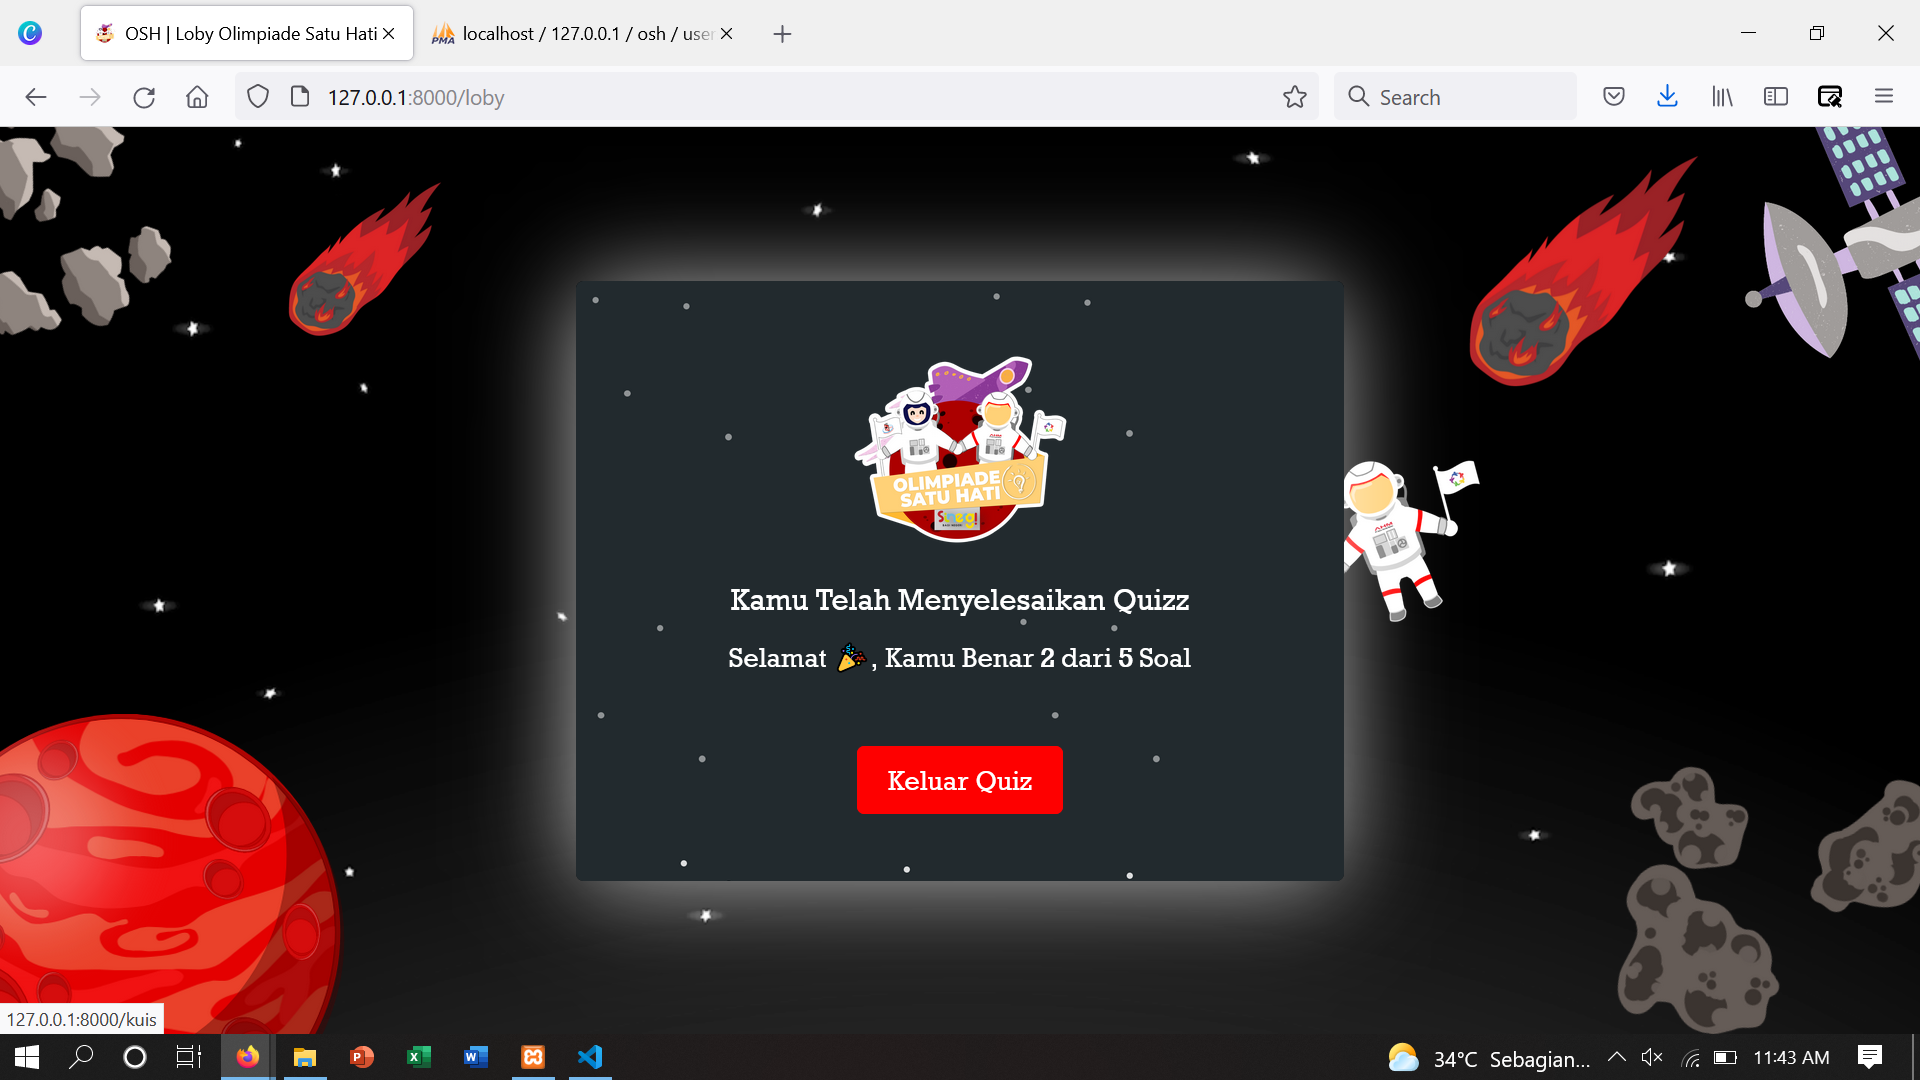 OSH | Loby Olimpiade Satu Hati
localhost / 127.0.0.1 / osh / user
127.0.0.1:8000/loby
Search
OLIMPIADE
SATU HATI
Kamu Telah Menyelesaikan Quizz
Selamat 🎉, Kamu Benar 2 dari 5 Soal
Keluar Quiz
AHM
127.0.0.1:8000/kuis
34°C Sebagian...
11:43 AM